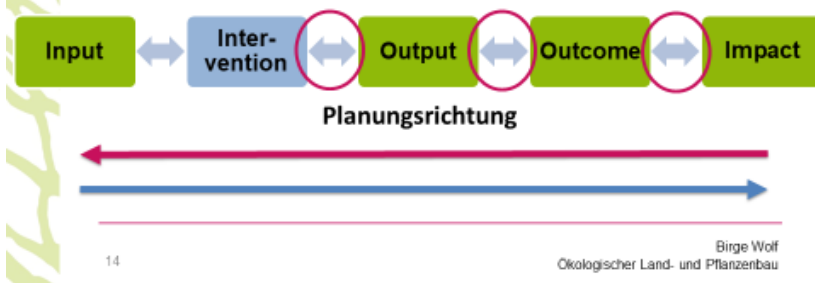 Input
Inter-
vention
Output
Outcome
Impact
Planungsrichtung
14
Birge Wolf
Ökologischer Land- und Pflanzenbau